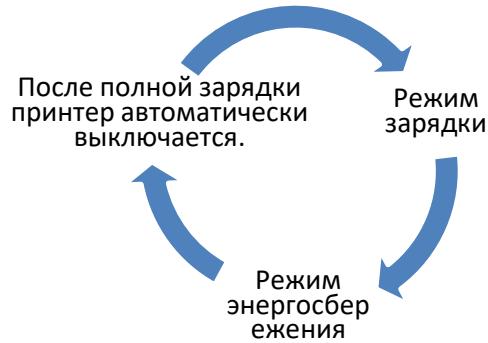 После полной зарядки
принтер автоматически
выключается.
Режим
зарядки
Режим
энергосбер
ежения